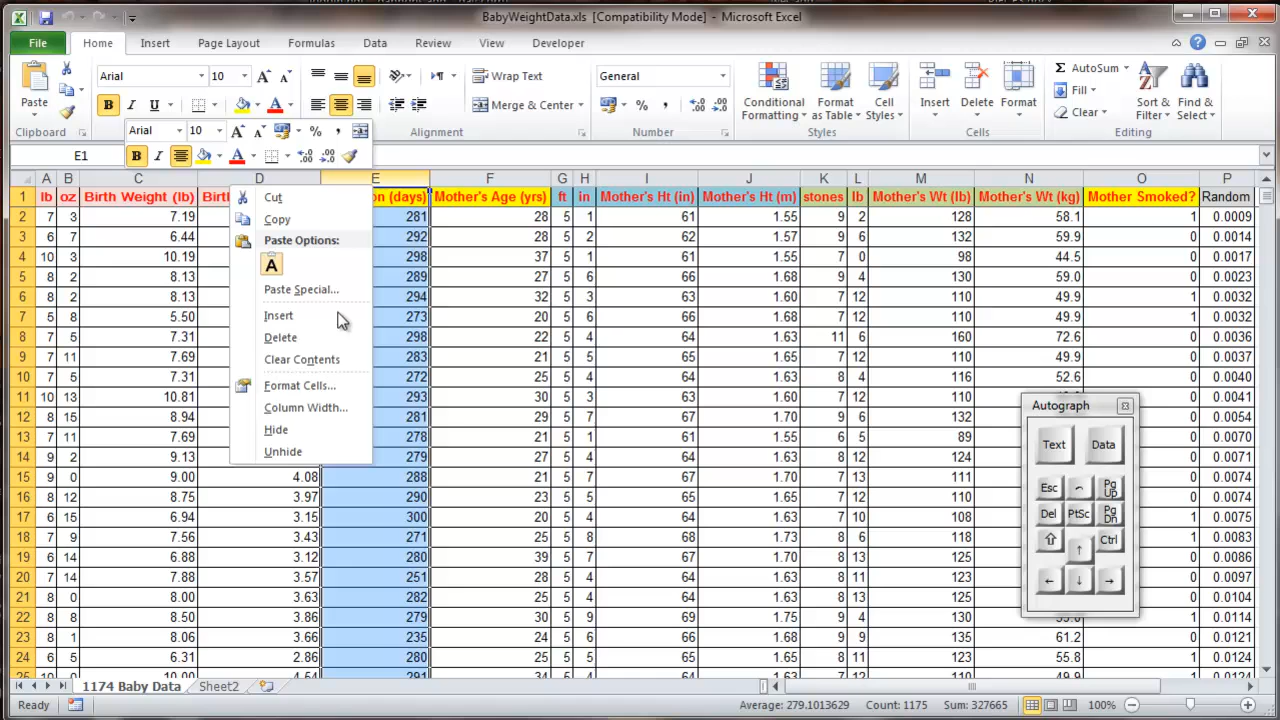 BabyWeightData.xls [Compatibility Mode] - Microsoft Excel
File Home Insert Page Layout Formulas Data Review View Developer
Paste Arial 10 Wrap Text General Conditional Formatting Format as Table Cell Styles Insert Delete Format AutoSum Fill Clear Sort & Filter Find & Select
B I U Merge & Center % ,
Clipboard Alignment Number Styles Cells Editing
Arial 10 % ,
B I A
E1
A B C D E F G H I J K L M N O P
1 lb oz Birth Weight (lb) Birt on (days) Mother's Age (yrs) ft in Mother's Ht (in) Mother's Ht (m) stones lb Mother's Wt (lb) Mother's Wt (kg) Mother Smoked? Random
2 7 3 7.19 281 28 5 1 61 1.55 9 2 128 58.1 1 0.0009
3 6 7 6.44 292 28 5 2 62 1.57 9 6 132 59.9 0 0.0014
4 10 3 10.19 298 37 5 1 61 1.55 7 0 98 44.5 0 0.0017
5 8 2 8.13 289 27 5 6 66 1.68 9 4 130 59.0 0 0.0023
6 8 2 8.13 294 32 5 3 63 1.60 7 12 110 49.9 1 0.0032
7 5 8 5.50 273 20 5 6 66 1.68 7 12 110 49.9 0 0.0032
8 7 5 7.31 298 22 5 4 64 1.63 11 6 160 72.6 0 0.0036
9 7 11 7.69 283 21 5 5 65 1.65 7 12 110 49.9 0 0.0037
10 7 5 7.31 272 25 5 4 64 1.63 8 4 116 52.6 0 0.0040
11 10 13 10.81 293 30 5 3 63 1.60 7 12 110 0.0041
12 8 15 8.94 281 29 5 7 67 1.70 9 6 132 0.0054
13 7 11 7.69 278 21 5 1 61 1.55 6 5 89 0.0070
14 9 2 9.13 279 27 5 4 64 1.63 8 12 124 0.0071
15 9 0 9.00 4.08 288 21 5 7 67 1.70 7 13 111 0.0074
16 8 12 8.75 3.97 290 23 5 5 65 1.65 7 12 110 0.0074
17 6 15 6.94 3.15 300 20 5 4 64 1.63 7 10 108 1 0.0075
18 7 9 7.56 3.43 271 25 5 8 68 1.73 8 6 118 1 0.0083
19 6 14 6.88 3.12 280 39 5 7 67 1.70 8 13 125 0 0.0086
20 7 14 7.88 3.57 251 28 5 4 64 1.63 8 11 123 0 0.0097
21 8 0 8.00 3.63 282 21 5 4 64 1.63 8 13 125 0 0.0104
22 8 8 8.50 3.86 279 30 5 9 69 1.75 9 4 130 1 0.0114
23 8 1 8.06 3.66 235 24 5 6 66 1.68 9 9 135 61.2 0 0.0121
24 6 5 6.31 2.86 280 25 5 5 65 1.65 8 11 123 55.8 1 0.0124
Cut
Copy
Paste Options:
A
Paste Special...
Insert
Delete
Clear Contents
Format Cells...
Column Width...
Hide
Unhide
Autograph
Text Data
Esc Pg Up
Del PtSc Pg Dn
⇧ ↑ Ctrl
← ↓ →
1174 Baby Data Sheet2
Ready Average: 279.1013629 Count: 1175 Sum: 327665 100%